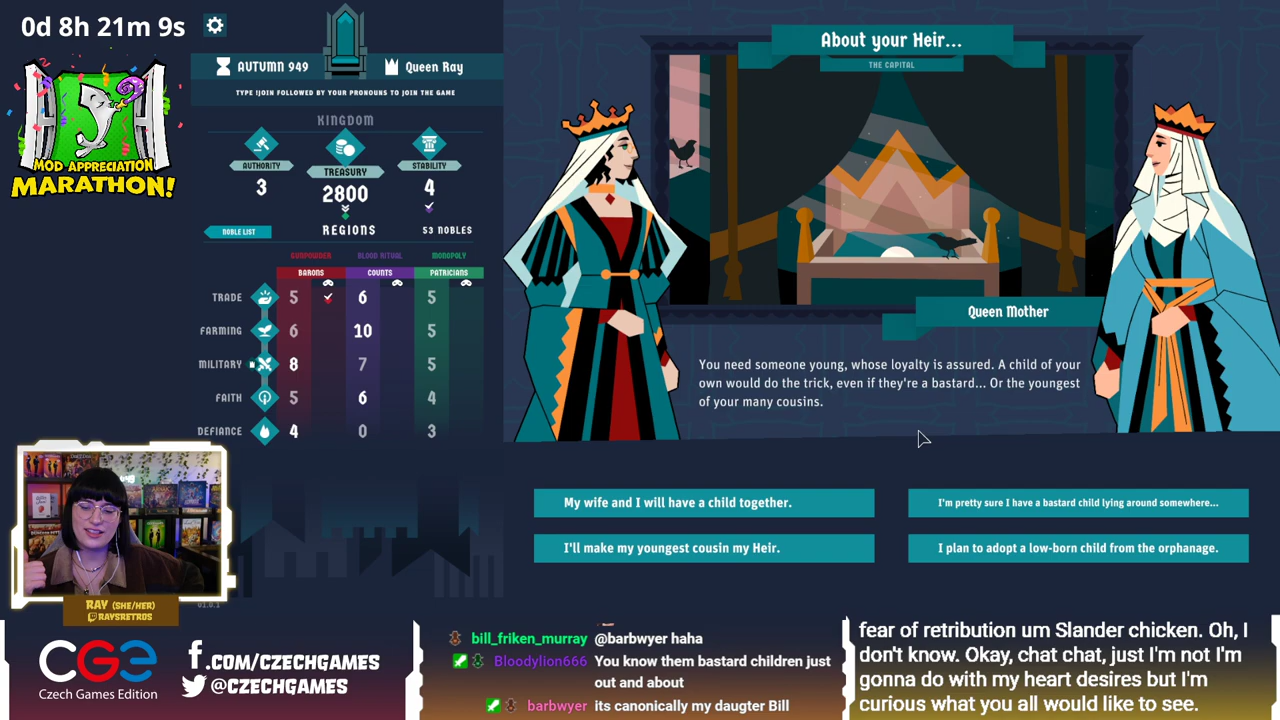 0d 8h 21m 9s
MOD APPRECIATION
MARATHON!
AUTUMN 949
Queen Ray
TYPE !JOIN FOLLOWED BY YOUR PRONOUNS TO JOIN THE GAME
KINGDOM
AUTHORITY
TREASURY
STABILITY
3
2800
4
NOBLE LIST
REGIONS
53 NOBLES
GUNPOWDER
BLOOD RITUAL
MONOPOLY
BARONS
COUNTS
PATRICIANS
TRADE 5 6 5
FARMING 6 10 5
MILITARY 8 7 5
FAITH 5 6 4
DEFIANCE 4 0 3
About your Heir...
THE CAPITAL
Queen Mother
You need someone young, whose loyalty is assured. A child of your
own would do the trick, even if they're a bastard... Or the youngest
of your many cousins.
My wife and I will have a child together.
I'm pretty sure I have a bastard child lying around somewhere...
I'll make my youngest cousin my Heir.
I plan to adopt a low-born child from the orphanage.
RAY (SHE/HER)
RAYSRETROS
V1.0.1
CGE
Czech Games Edition
f.COM/CZECHGAMES
@CZECHGAMES
bill_friken_murray @barbwyer haha
Bloodylion666 You know them bastard children just
out and about
barbwyer its canonically my daugter Bill
fear of retribution um Slander chicken. Oh, I
don't know. Okay, chat chat, just I'm not I'm
gonna do with my heart desires but I'm
curious what you all would like to see.